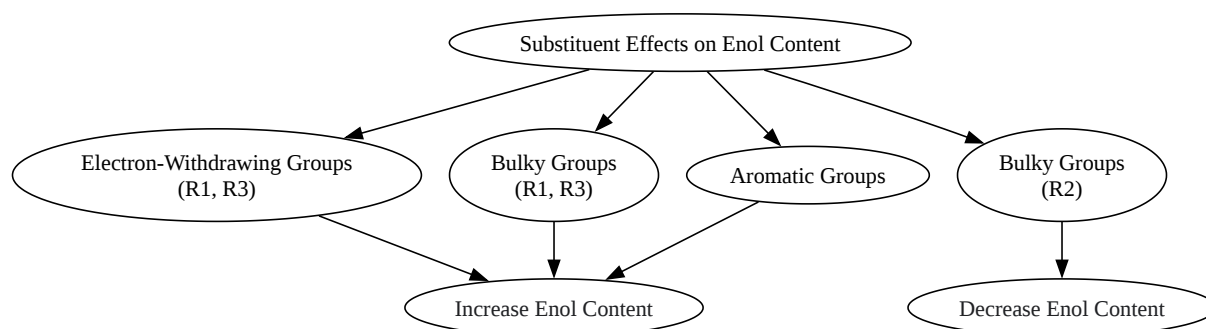 Substituent Effects on Enol Content
Electron-Withdrawing Groups
(R1, R3)
Bulky Groups
(R1, R3)
Aromatic Groups
Bulky Groups
(R2)
Increase Enol Content
Decrease Enol Content